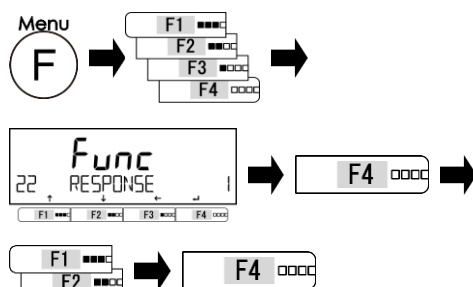 Menu
F
F1
F2
F3
F4
Func
22 RESPONSE 1
↑ ↓ ← ↵
F1 F2 F3 F4
F4
F1
F2
F4